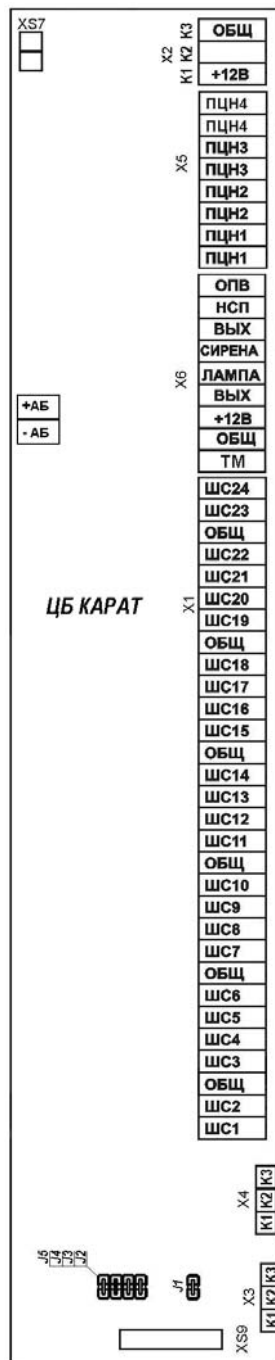 XS7
X2
K3
K2
K1
ОБЩ
+12В
X5
ПЦН4
ПЦН4
ПЦН3
ПЦН3
ПЦН2
ПЦН2
ПЦН1
ПЦН1
X6
ОПВ
НСП
ВЫХ
СИРЕНА
ЛАМПА
ВЫХ
+12В
ОБЩ
ТМ
+АБ
- АБ
ЦБ КАРАТ
X1
ШС24
ШС23
ОБЩ
ШС22
ШС21
ШС20
ШС19
ОБЩ
ШС18
ШС17
ШС16
ШС15
ОБЩ
ШС14
ШС13
ШС12
ШС11
ОБЩ
ШС10
ШС9
ШС8
ШС7
ОБЩ
ШС6
ШС5
ШС4
ШС3
ОБЩ
ШС2
ШС1
X4
K1 K2 K3
J5
J4
J3
J2
J1
X3
K1 K2 K3
XS9